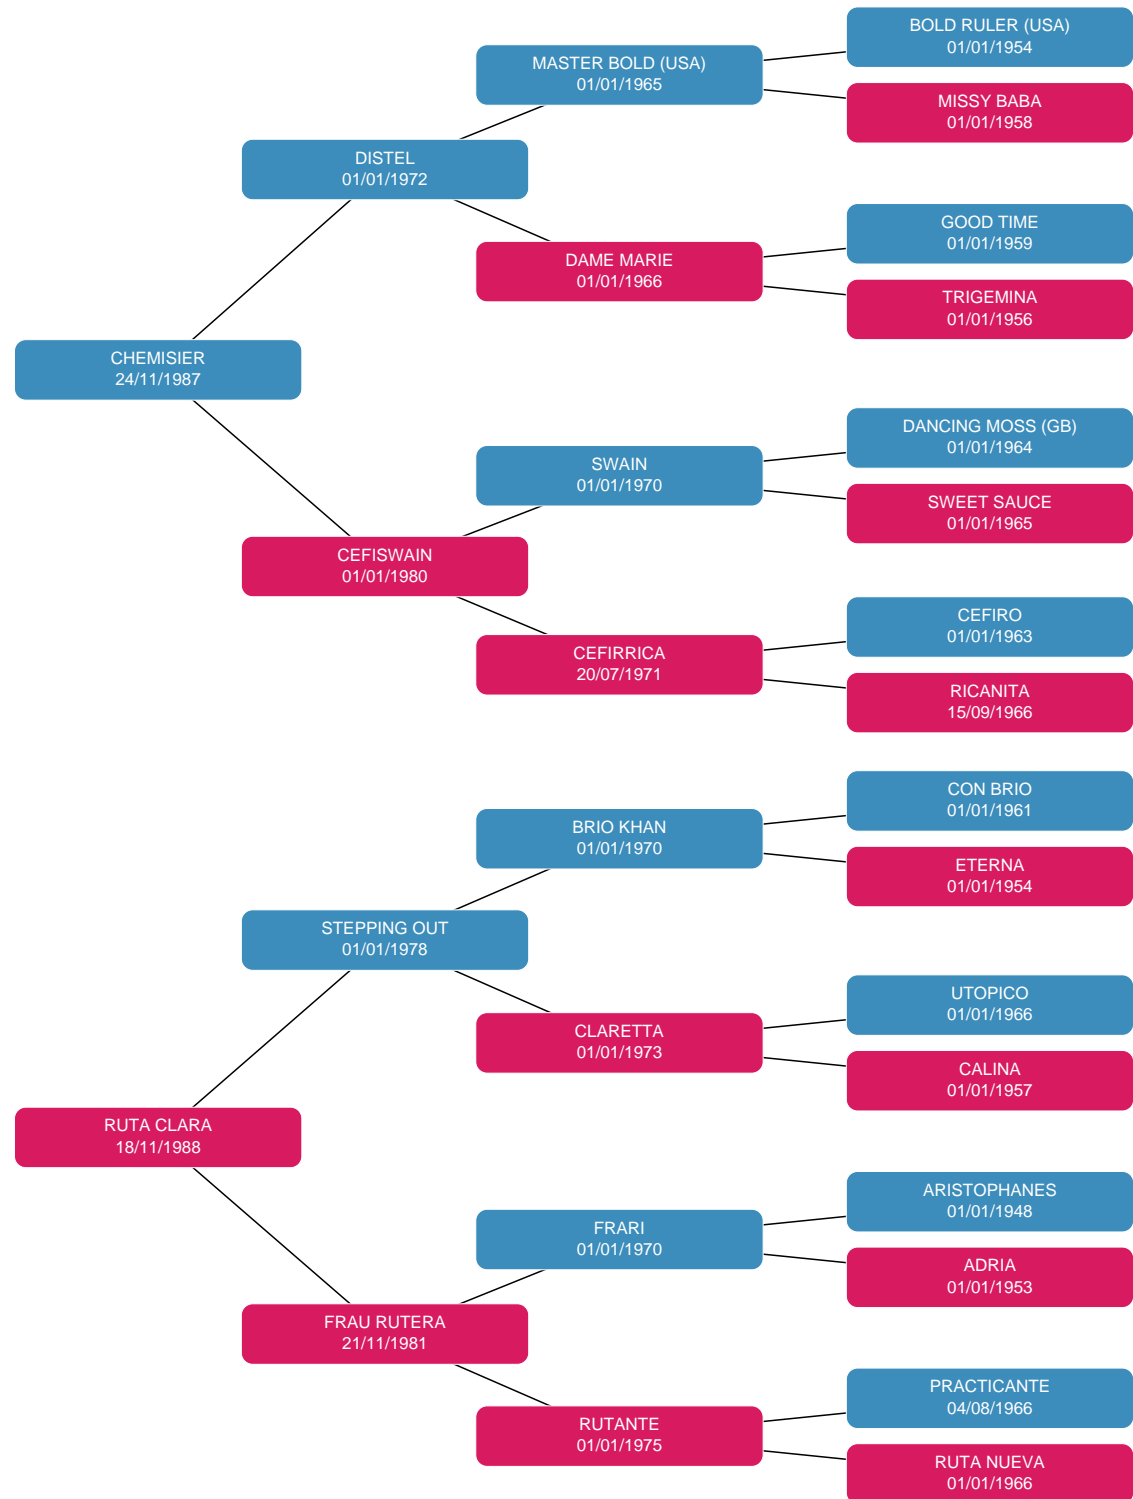 BOLD RULER (USA)
01/01/1954
MASTER BOLD (USA)
01/01/1965
MISSY BABA
01/01/1958
DISTEL
01/01/1972
GOOD TIME
01/01/1959
DAME MARIE
01/01/1966
TRIGEMINA
01/01/1956
CHEMISIER
24/11/1987
DANCING MOSS (GB)
01/01/1964
SWAIN
01/01/1970
SWEET SAUCE
01/01/1965
CEFISWAIN
01/01/1980
CEFIRO
01/01/1963
CEFIRRICA
20/07/1971
RICANITA
15/09/1966
CON BRIO
01/01/1961
BRIO KHAN
01/01/1970
ETERNA
01/01/1954
STEPPING OUT
01/01/1978
UTOPICO
01/01/1966
CLARETTA
01/01/1973
CALINA
01/01/1957
RUTA CLARA
18/11/1988
ARISTOPHANES
01/01/1948
FRARI
01/01/1970
ADRIA
01/01/1953
FRAU RUTERA
21/11/1981
PRACTICANTE
04/08/1966
RUTANTE
01/01/1975
RUTA NUEVA
01/01/1966